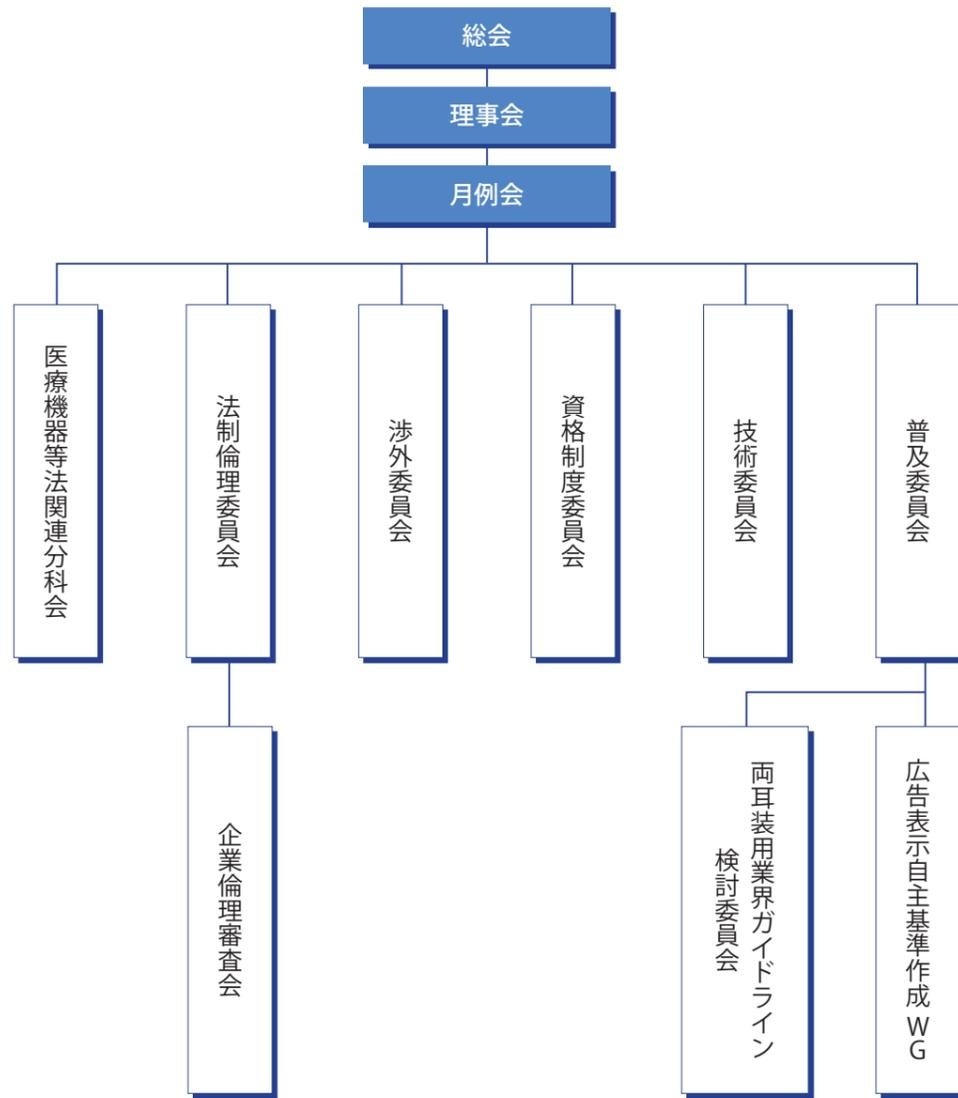 総会
理事会
月例会
医療機器等法関連分科会
法制倫理委員会
渉外委員会
資格制度委員会
技術委員会
普及委員会
企業倫理審査会
両耳装用業界ガイドライン
検討委員会
広告表示自主基準作成 WG